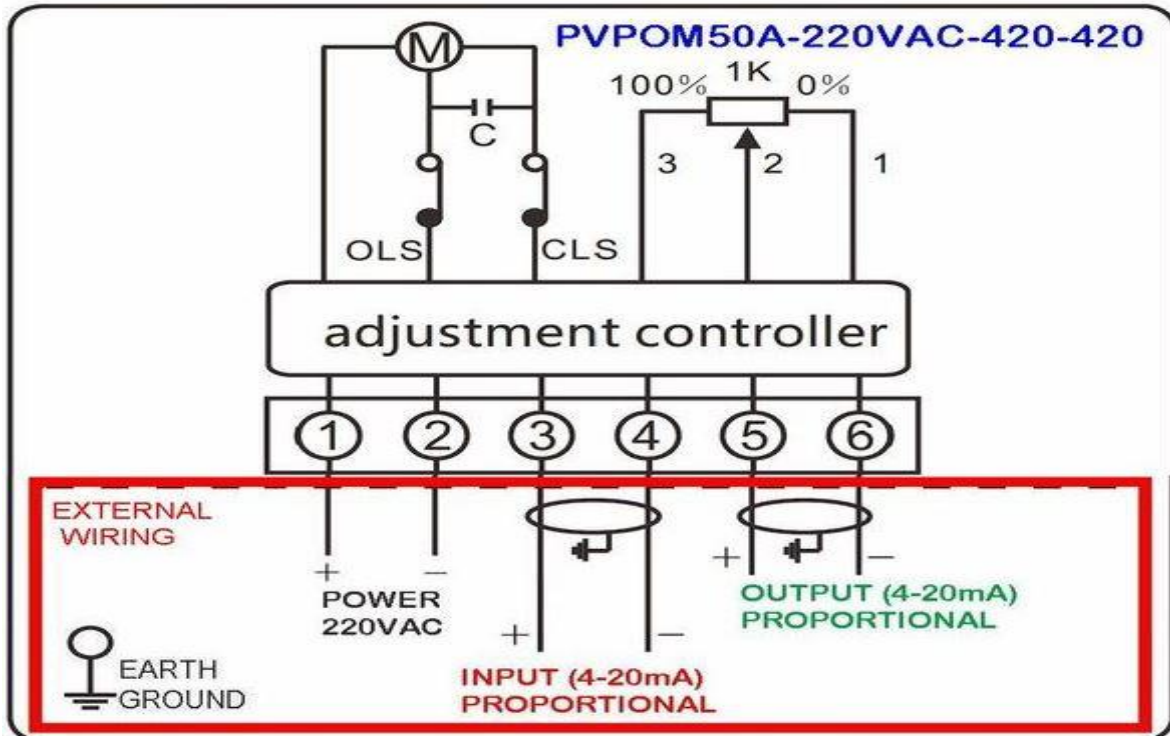 PVPOM50A-220VAC-420-420
M
100% 1K 0%
C
3 2 1
OLS CLS
adjustment controller
1 2 3 4 5 6
EXTERNAL
WIRING
+ -
POWER
220VAC
+ -
INPUT (4-20mA)
PROPORTIONAL
+ -
OUTPUT (4-20mA)
PROPORTIONAL
EARTH
GROUND